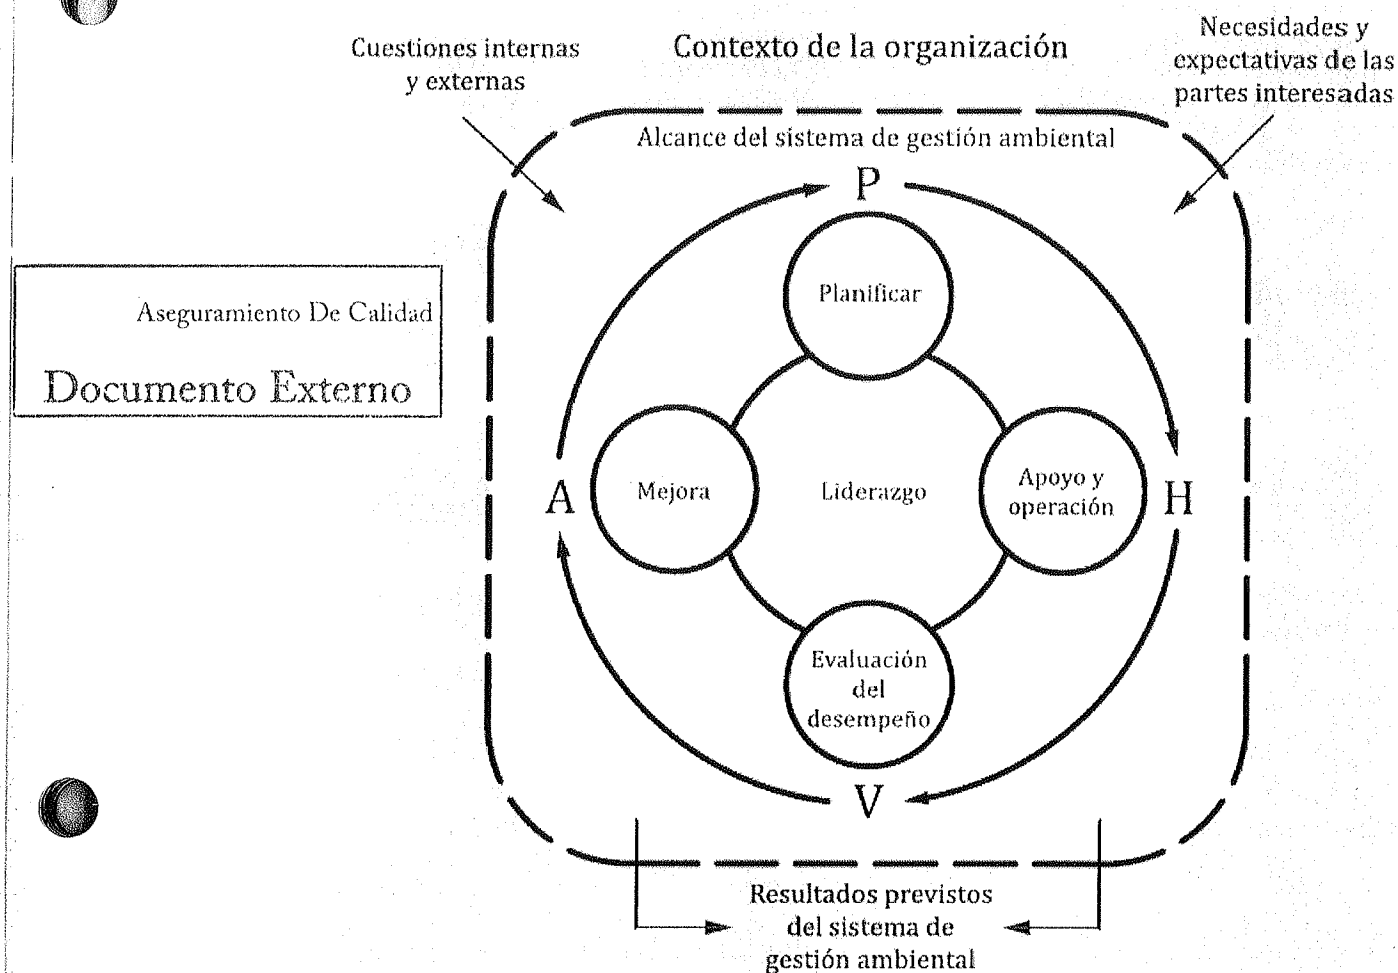 Cuestiones internas
y externas
Contexto de la organización
Necesidades y
expectativas de las
partes interesadas
Alcance del sistema de gestión ambiental
P
Planificar
Aseguramiento De Calidad
Documento Externo
A
Mejora
Liderazgo
Apoyo y
operación
H
Evaluación
del
desempeño
V
Resultados previstos
del sistema de
gestión ambiental